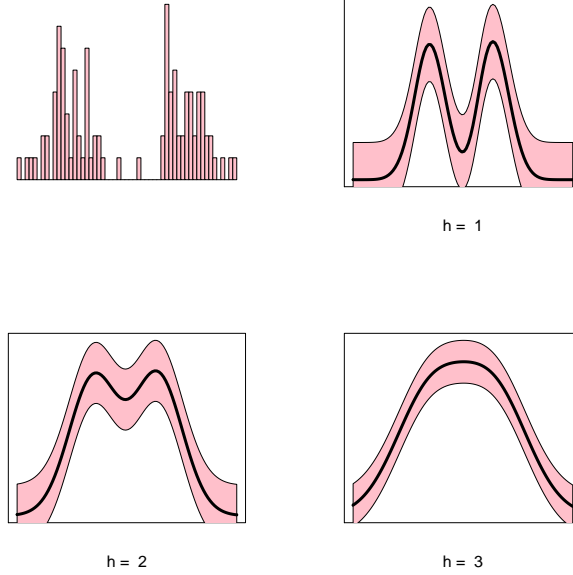 h = 1
h = 2
h = 3